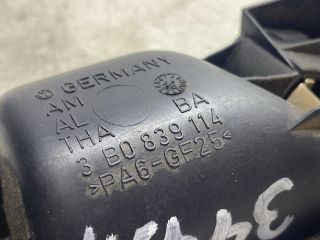 GERMANY
AM
AL BA
THA
3 B0 839 114
>PA6-GF25<